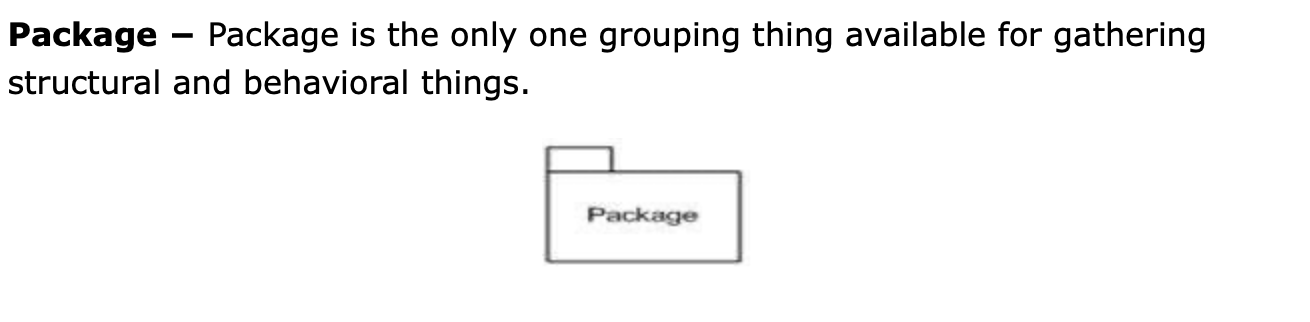 Package – Package is the only one grouping thing available for gathering
structural and behavioral things.
Package